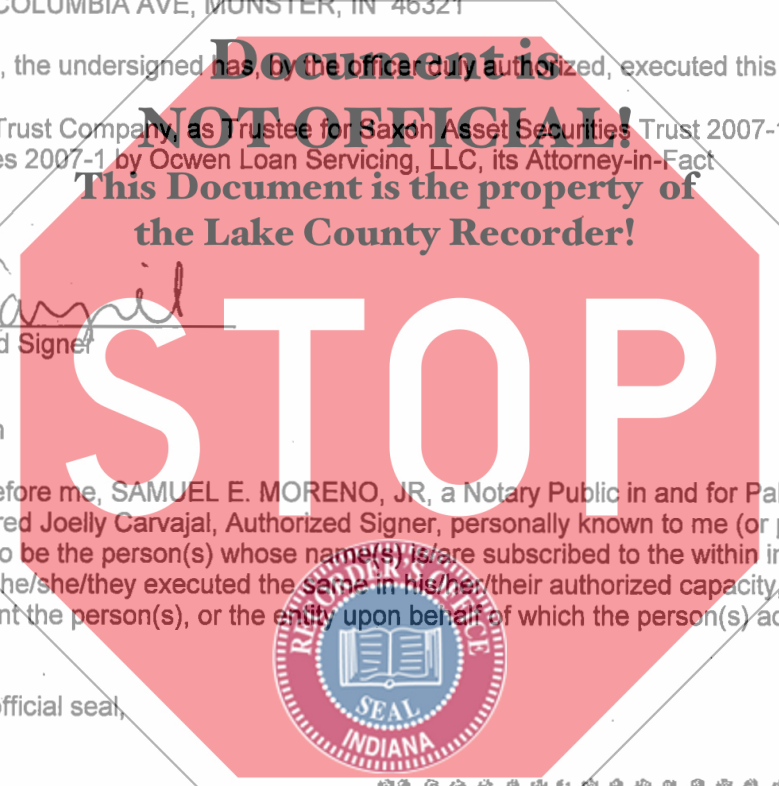 COLUMBIA AVE, MUNSTER, IN 46321
Document is
, the undersigned has, by the officer duly authorized, executed this
NOT OFFICIAL!
Trust Company, as Trustee for Saxon Asset Securities Trust 2007-1
es 2007-1 by Ocwen Loan Servicing, LLC, its Attorney-in-Fact
This Document is the property of
the Lake County Recorder!
d Signer
STOP
efore me, SAMUEL E. MORENO, JR, a Notary Public in and for Pal
red Joelly Carvajal, Authorized Signer, personally known to me (or
o be the person(s) whose name(s) is/are subscribed to the within in
he/she/they executed the same in his/her/their authorized capacity,
nt the person(s), or the entity upon behalf of which the person(s) ac
RECORDER'S OFFICE
SEAL
INDIANA
official seal,